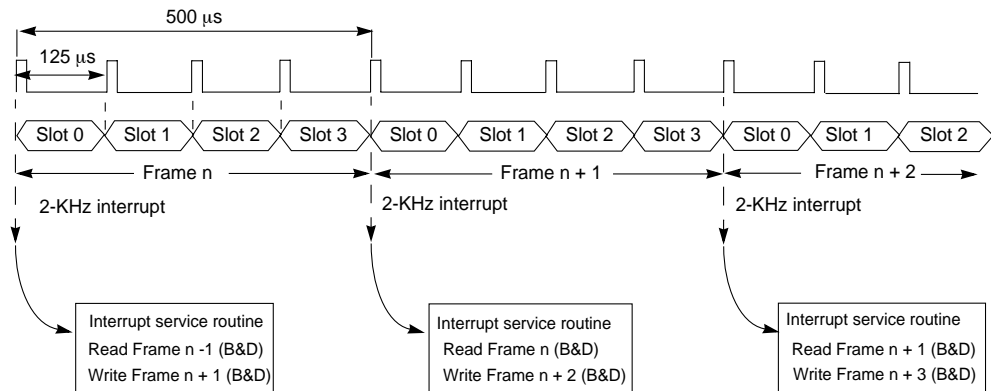 500 μs
125 μs
Slot 0 Slot 1 Slot 2 Slot 3 Slot 0 Slot 1 Slot 2 Slot 3 Slot 0 Slot 1 Slot 2
Frame n Frame n + 1 Frame n + 2
2-KHz interrupt 2-KHz interrupt 2-KHz interrupt
Interrupt service routine
Read Frame n -1 (B&D)
Write Frame n + 1 (B&D)
Interrupt service routine
Read Frame n (B&D)
Write Frame n + 2 (B&D)
Interrupt service routine
Read Frame n + 1 (B&D)
Write Frame n + 3 (B&D)